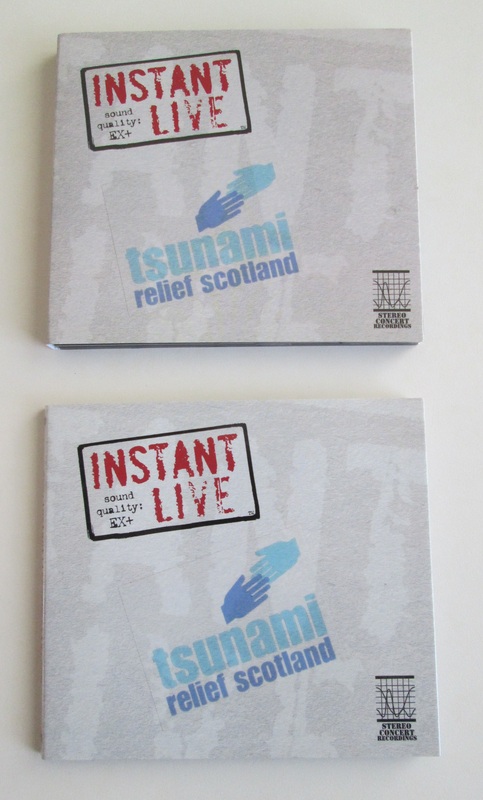 INSTANT
sound
quality:
EX+
LIVE
tsunami
relief scotland
STEREO
CONCERT
RECORDINGS
INSTANT
sound
quality:
EX+
LIVE
tsunami
relief scotland
STEREO
CONCERT
RECORDINGS